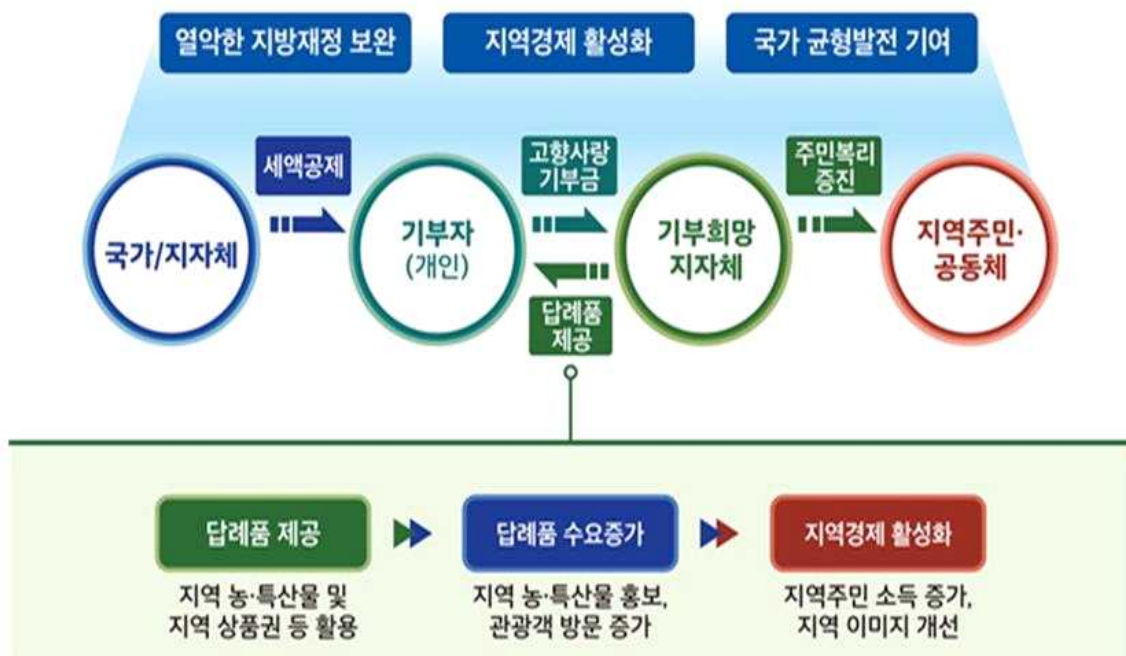 열악한 지방재정 보완
지역경제 활성화
국가 균형발전 기여
세액공제
고향사랑
기부금
주민복리
증진
국가/지자체
기부자
(개인)
기부희망
지자체
지역주민·
공동체
답례품
제공
답례품 제공
답례품 수요증가
지역경제 활성화
지역 농·특산물 및
지역 상품권 등 활용
지역 농·특산물 홍보,
관광객 방문 증가
지역주민 소득 증가,
지역 이미지 개선